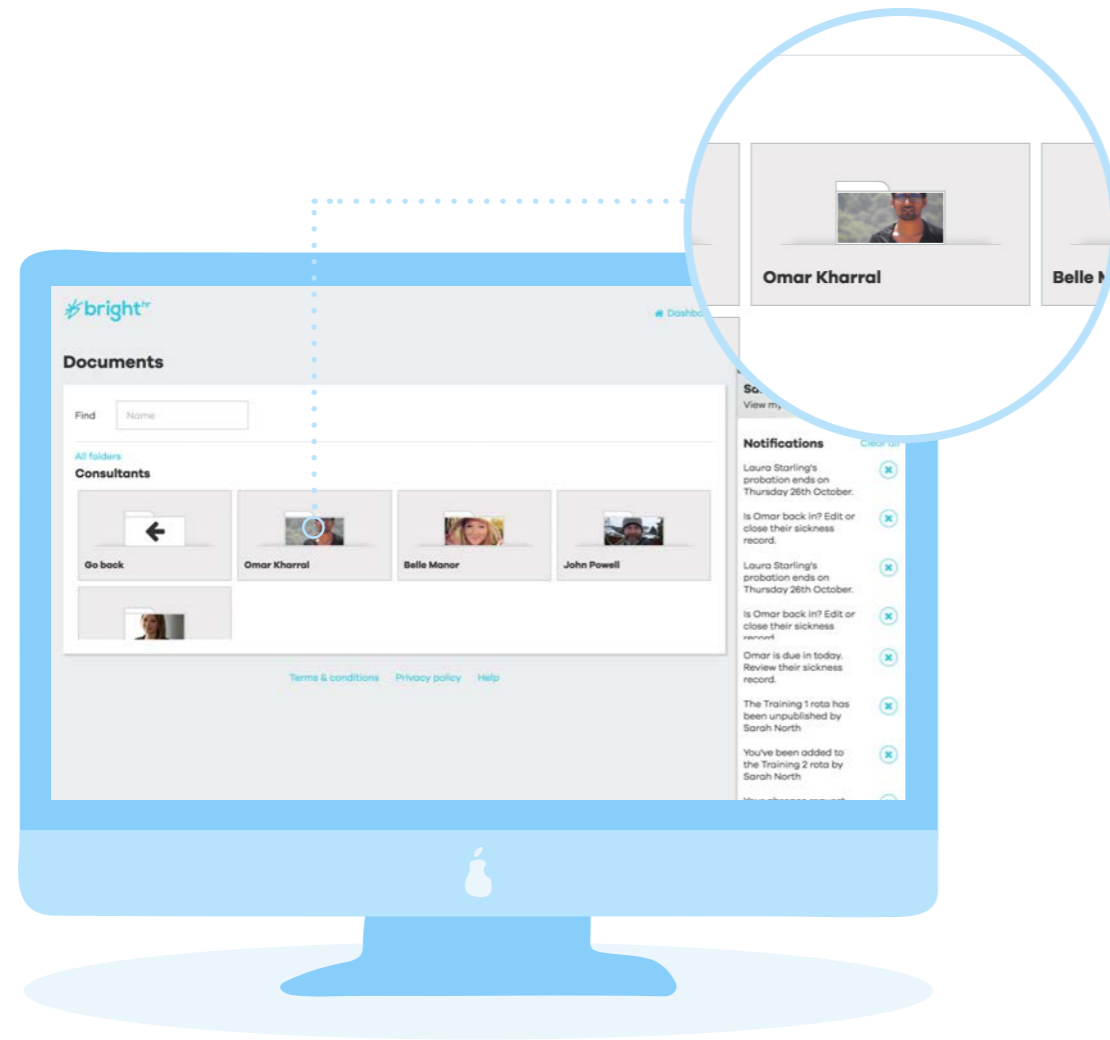 Omar Kharral
Belle
bright hr
Documents
Find
Name
All folders
Consultants
Go back
Omar Kharral
Belle Manor
John Powell
Terms & conditions
Privacy policy
Help
View my
Notifications
Clear all
Laura Starling's
probation ends on
Thursday 26th October.
Is Omar back in? Edit or
close their sickness
record.
Laura Starling's
probation ends on
Thursday 26th October.
Is Omar back in? Edit or
close their sickness
record
Omar is due in today.
Review their sickness
record.
The Training 1 rota has
been unpublished by
Sarah North
You've been added to
the Training 2 rota by
Sarah North